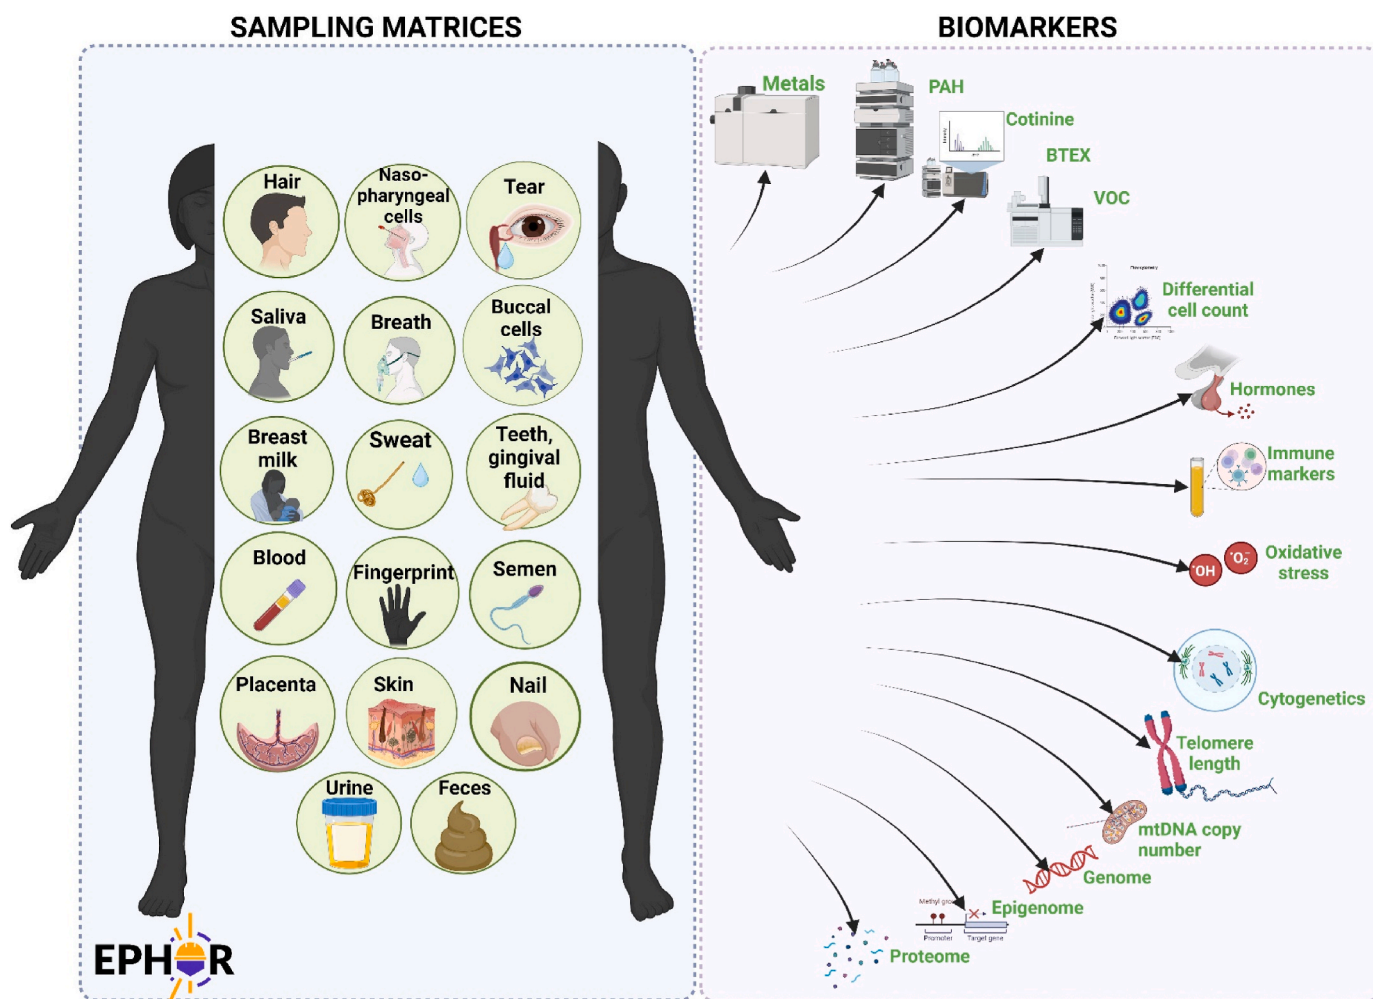 SAMPLING MATRICES
Hair
Naso-
pharyngeal
cells
Tear
Saliva
Breath
Buccal
cells
Breast
milk
Sweat
Teeth,
gingival
fluid
Blood
Fingerprint
Semen
Placenta
Skin
Nail
Urine
Feces
EPHOR
BIOMARKERS
Metals
PAH
Cotinine
BTEX
VOC
Differential
cell count
Hormones
Immune
markers
•OH
•O₂⁻
Oxidative
stress
Cytogenetics
Telomere
length
mtDNA copy
number
Genome
Epigenome
Promoter
Target gene
Proteome